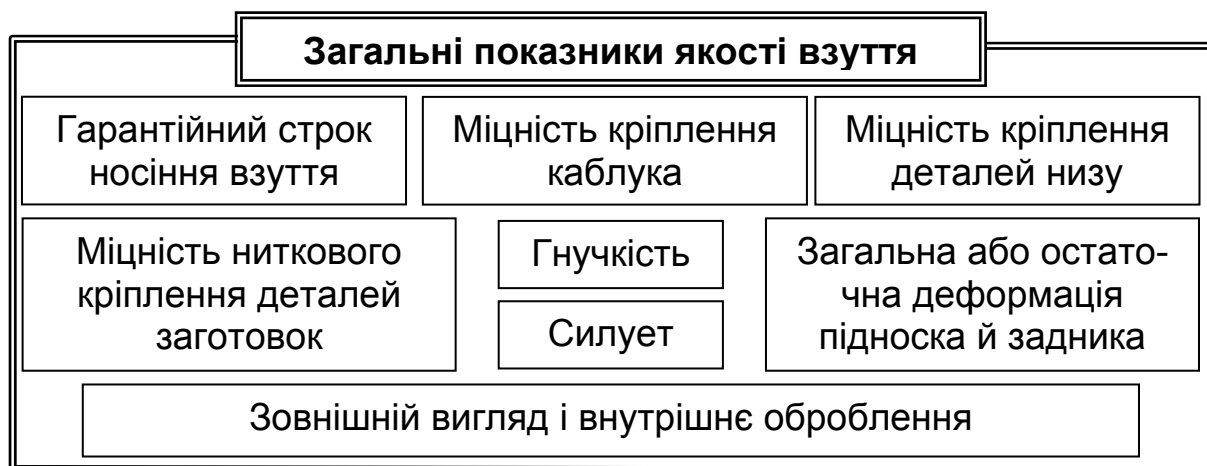 Загальні показники якості взуття
Гарантійний строк
носіння взуття
Міцність кріплення
каблука
Міцність кріплення
деталей низу
Міцність ниткового
кріплення деталей
заготовок
Гнучкість
Силует
Загальна або остато-
чна деформація
підноска й задника
Зовнішній вигляд і внутрішнє оброблення